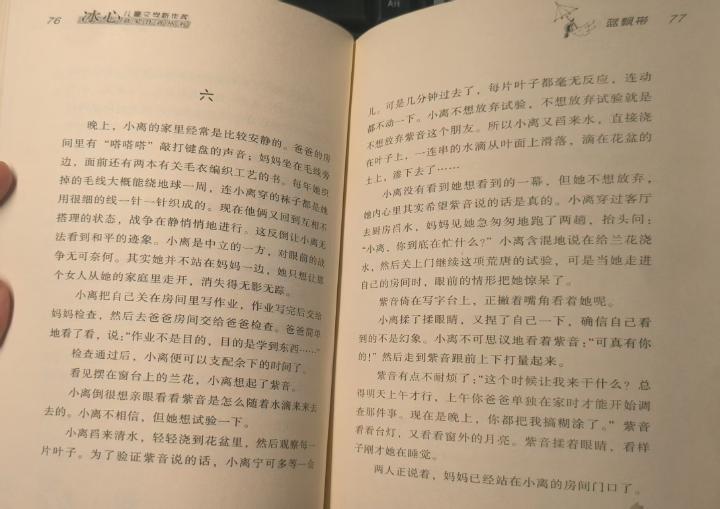 76
冰心儿童文学新作奖
六
晚上，小离的家里经常是比较安静的。爸爸的房
间里有“嗒嗒嗒”敲打键盘的声音；妈妈坐在毛线旁
边，面前还有两本有关毛衣编织工艺的书。每年她织
掉的毛线大概能绕地球一周，连小离穿的袜子都是她
用很细的线一针一针织成的。现在他俩又回到互相不
搭理的状态，战争在静悄悄地进行。这反倒让小离无
法看到和平的迹象。小离是中立的一方，对眼前的战
争无可奈何。其实她并不站在妈妈一边，她只想让那
个女人从她的家庭里走开，消失得无影无踪。
小离把自己关在房间里写作业，作业写完后交给
妈妈检查，然后去爸爸房间交给爸爸检查。爸爸简单
地看了看，说：“作业不是目的，目的是学到东西……”
检查通过后，小离便可以支配余下的时间了。
看见摆在窗台上的兰花，小离想起了紫音。
小离倒很想亲眼看看紫音是怎么随着水滴来来去
去的。小离不相信，但她想试验一下。
小离舀来清水，轻轻浇到花盆里，然后观察每一
片叶子。为了验证紫音说的话，小离宁可多等一会
蓝飘带
77
儿。可是几分钟过去了，每片叶子都毫无反应，连动
都不动一下。小离不想放弃试验，不想放弃试验就是
不想放弃紫音这个朋友。所以小离又舀来水，直接浇
在叶子上，一连串的水滴从叶面上滑落，滴在花盆的
土上，渗下去了……
小离没有看到她想看到的一幕，但她不想放弃，
她内心里其实希望紫音说的话是真的。小离穿过客厅
去厨房舀水，妈妈见她急匆匆地跑了两趟，抬头问：
“小离，你到底在忙什么？”小离含混地说在给兰花浇
水，然后关上门继续这项荒唐的试验，可是当她走进
自己的房间时，眼前的情形把她惊呆了。
紫音倚在写字台上，正撇着嘴角看着她呢。
小离揉了揉眼睛，又捏了自己一下，确信自己看
到的不是幻象。小离不可思议地看着紫音：“可真有你
的！”然后走到紫音跟前上下打量起来。
紫音有点不耐烦了：“这个时候让我来干什么？总
得明天上午才行，上午你爸爸单独在家时才能开始调
查那件事。现在是晚上，你都把我搞糊涂了。”紫音
看看台灯，又看看窗外的月亮。紫音揉着眼睛，看样
子刚才她在睡觉。
两人正说着，妈妈已经站在小离的房间门口了。